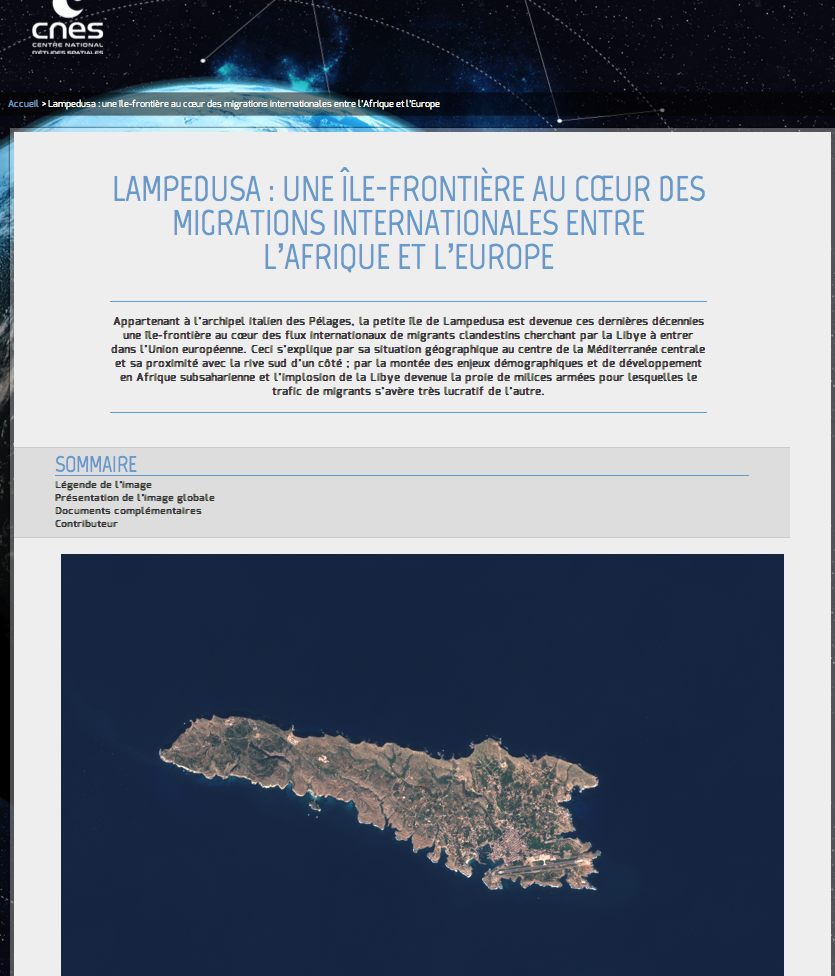 cnes
CENTRE NATIONAL
D'ÉTUDES SPATIALES
Accueil > Lampedusa : une île-frontière au cœur des migrations internationales entre l'Afrique et l'Europe
LAMPEDUSA : UNE ÎLE-FRONTIÈRE AU CŒUR DES
MIGRATIONS INTERNATIONALES ENTRE
L'AFRIQUE ET L'EUROPE
Appartenant à l'archipel italien des Pélages, la petite île de Lampedusa est devenue ces dernières décennies
une île-frontière au cœur des flux internationaux de migrants clandestins cherchant par la Libye à entrer
dans l'Union européenne. Ceci s'explique par sa situation géographique au centre de la Méditerranée centrale
et sa proximité avec la rive sud d'un côté ; par la montée des enjeux démographiques et de développement
en Afrique subsaharienne et l'implosion de la Libye devenue la proie de milices armées pour lesquelles le
trafic de migrants s'avère très lucratif de l'autre.
SOMMAIRE
Légende de l'image
Présentation de l'image globale
Documents complémentaires
Contributeur